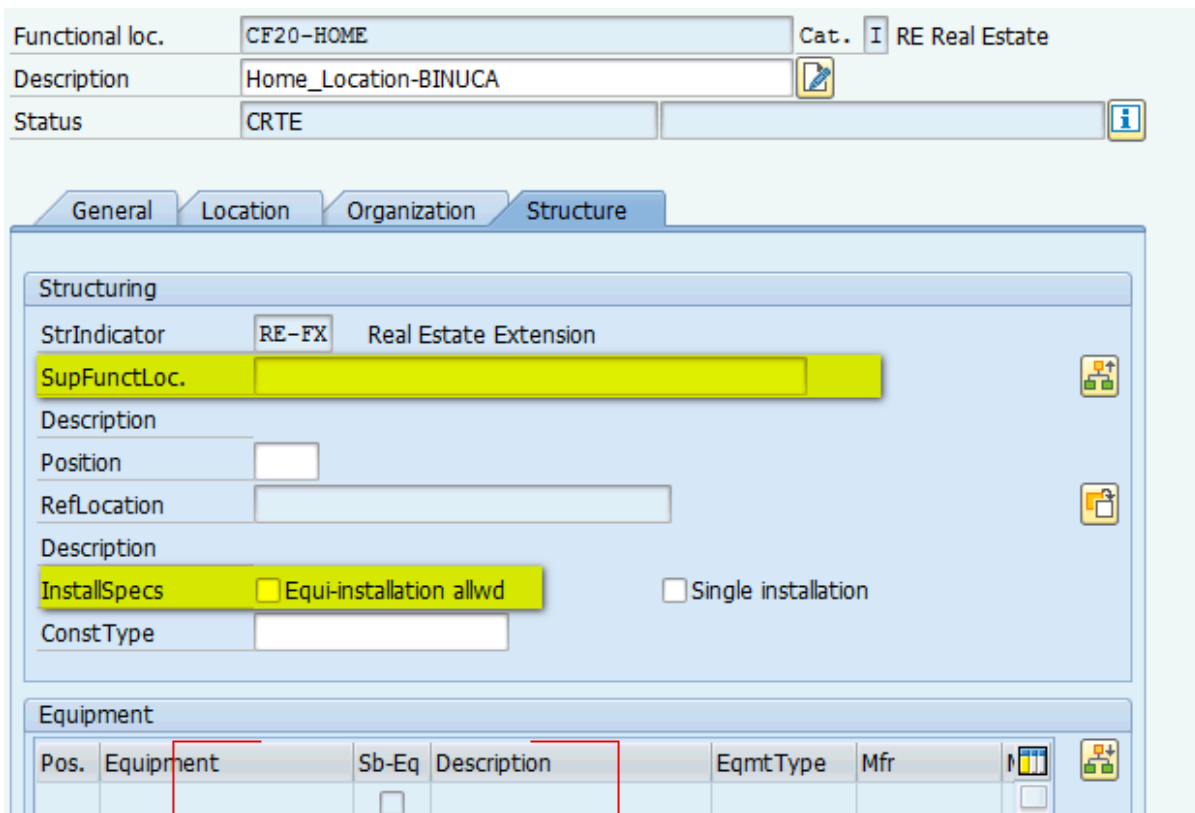 Functional loc. CF20-HOME Cat. I RE Real Estate
Description Home_Location-BINUCA
Status CRTE
General Location Organization Structure
Structuring
StrIndicator RE-FX Real Estate Extension
SupFunctLoc.
Description
Position
RefLocation
Description
InstallSpecs Equi-installation allwd Single installation
ConstType
Equipment
Pos. Equipment Sb-Eq Description EqmtType Mfr